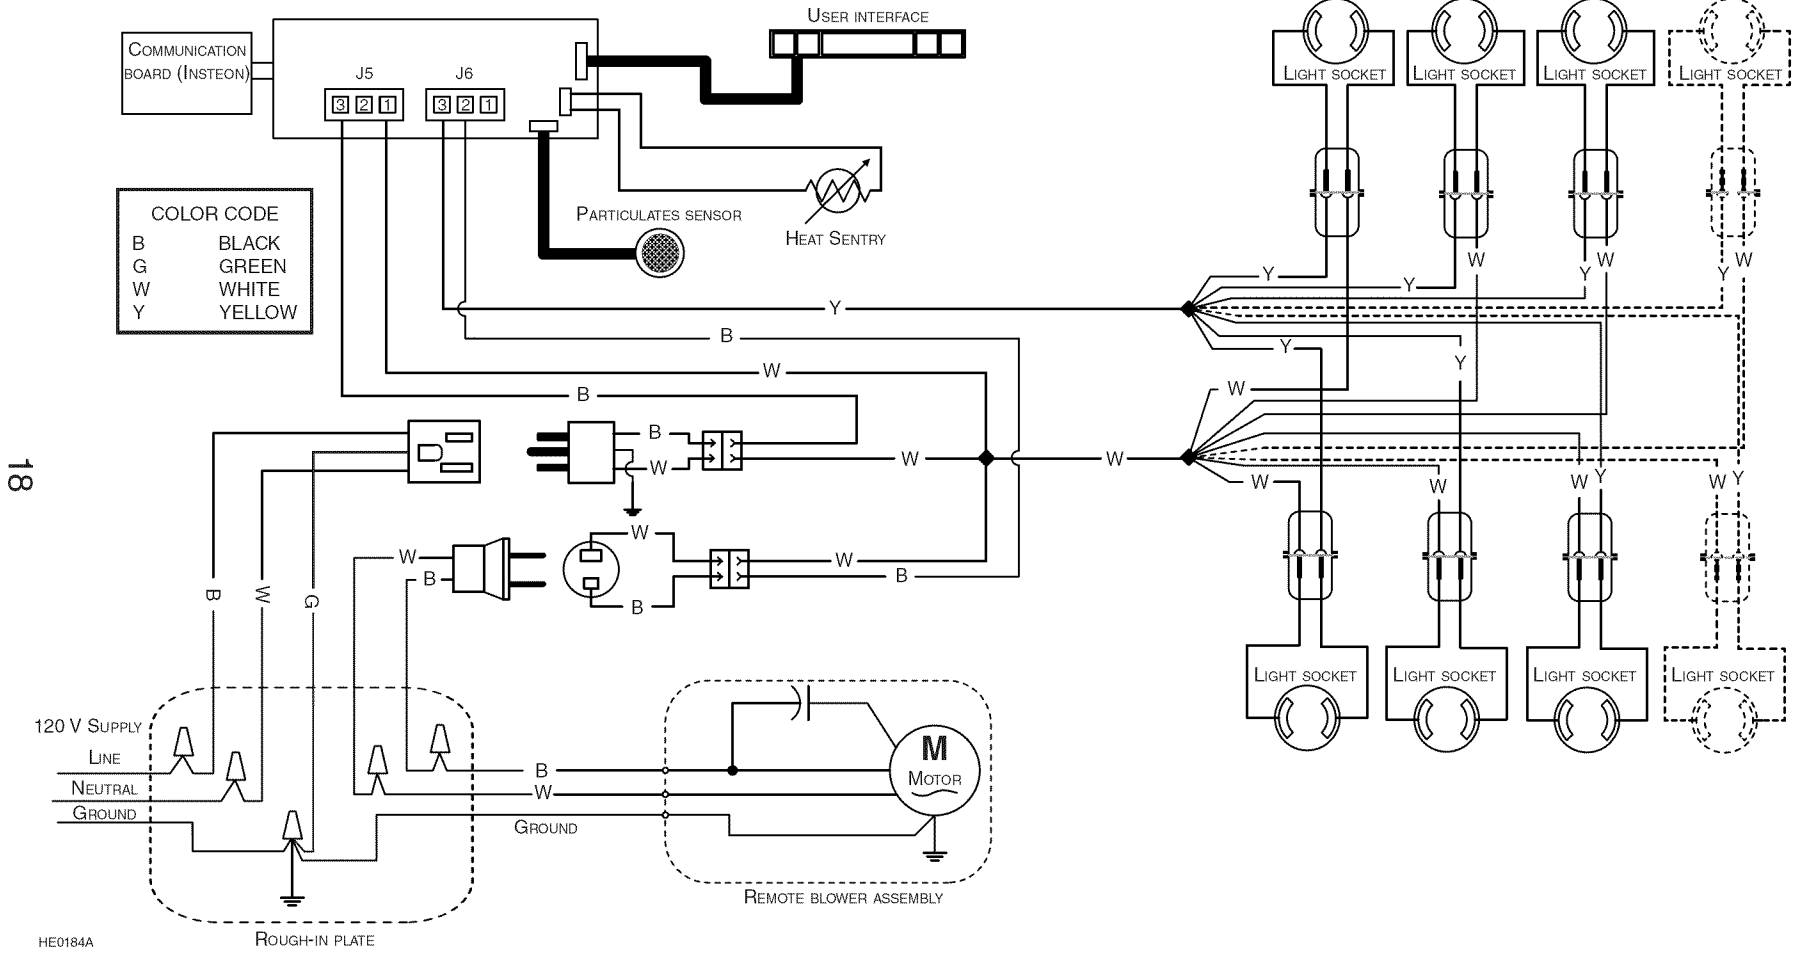 USER INTERFACE
COMMUNICATION
BOARD (INSTEON)
J5
J6
3 2 1
3 2 1
LIGHT SOCKET
LIGHT SOCKET
LIGHT SOCKET
LIGHT SOCKET
PARTICULATES SENSOR
HEAT SENTRY
COLOR CODE
B BLACK
G GREEN
W WHITE
Y YELLOW
W
W
W
Y
Y
Y
Y
Y
B
Y
Y
W
W
B
B
W
W
W
W
W
W
Y
W
Y
18
W
W
W
B
B
B
B
W
G
LIGHT SOCKET
LIGHT SOCKET
LIGHT SOCKET
LIGHT SOCKET
120 V SUPPLY
LINE
NEUTRAL
GROUND
B
W
GROUND
M
MOTOR
REMOTE BLOWER ASSEMBLY
ROUGH-IN PLATE
HE0184A